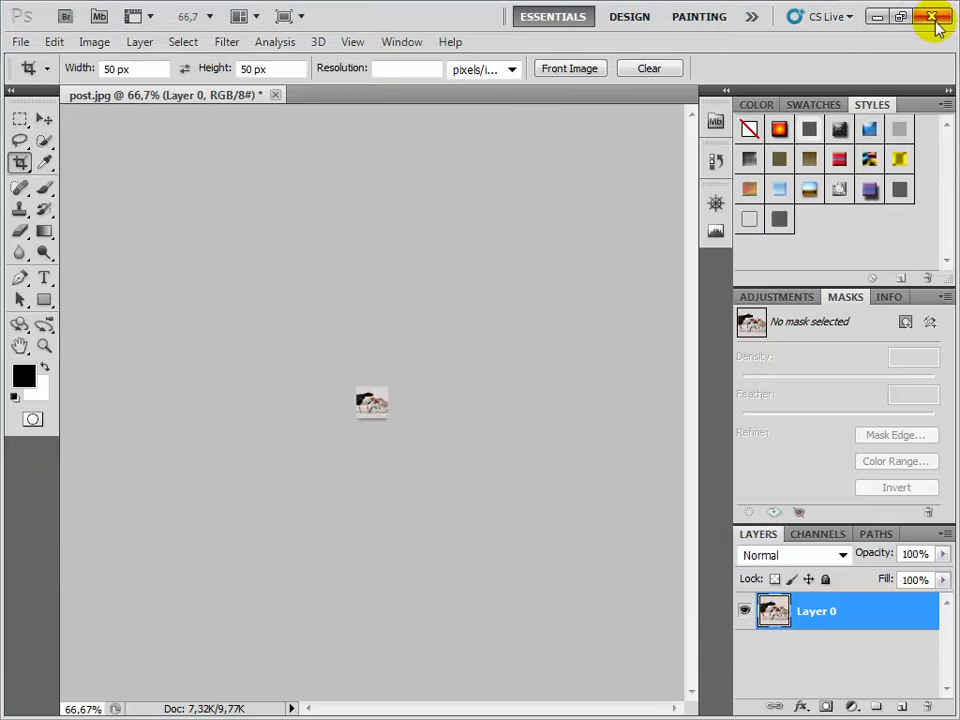 Ps Br Mb 66,7 ESSENTIALS DESIGN PAINTING CS Live
File Edit Image Layer Select Filter Analysis 3D View Window Help
Width: 50 px Height: 50 px Resolution: pixels/i... Front Image Clear
post.jpg @ 66,7% (Layer 0, RGB/8#) *
COLOR SWATCHES STYLES
Mb
ADJUSTMENTS MASKS INFO
No mask selected
Density:
Feather:
Refine: Mask Edge...
Color Range...
Invert
LAYERS CHANNELS PATHS
Normal Opacity: 100%
Lock: Fill: 100%
Layer 0
66,67% Doc: 7,32K/9,77K